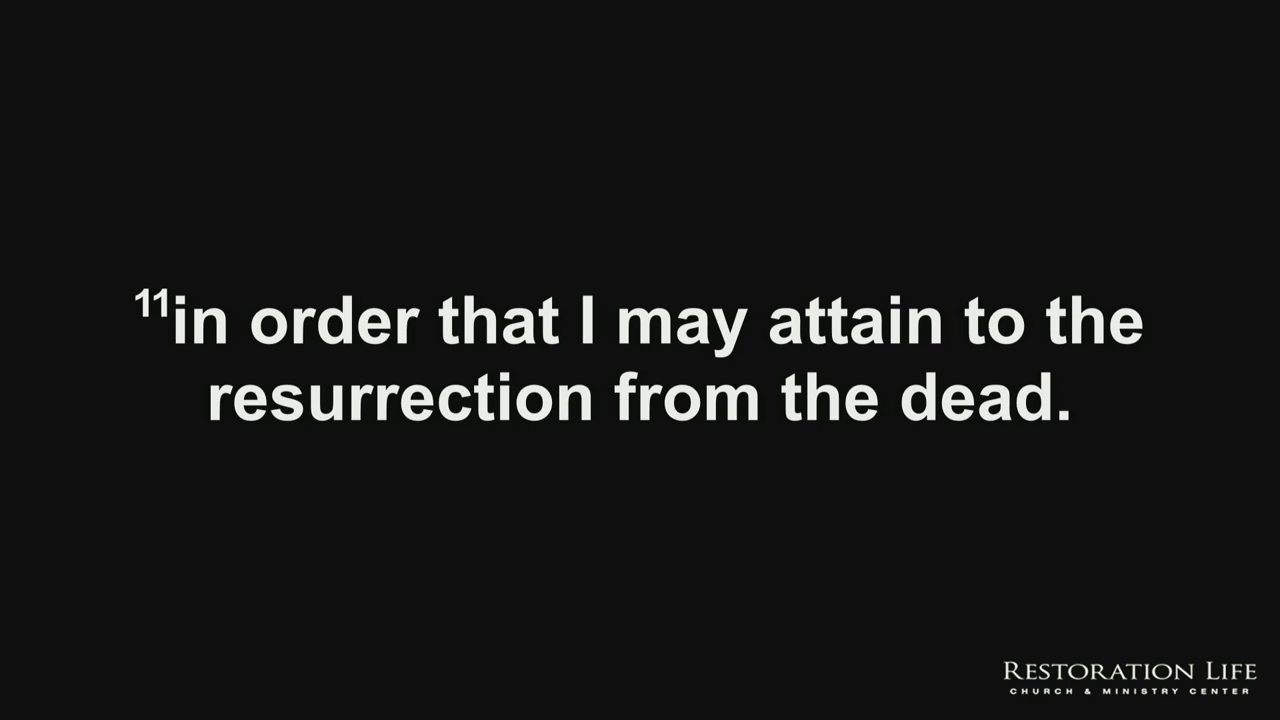 ¹¹in order that I may attain to the
resurrection from the dead.
RESTORATION LIFE
CHURCH & MINISTRY CENTER